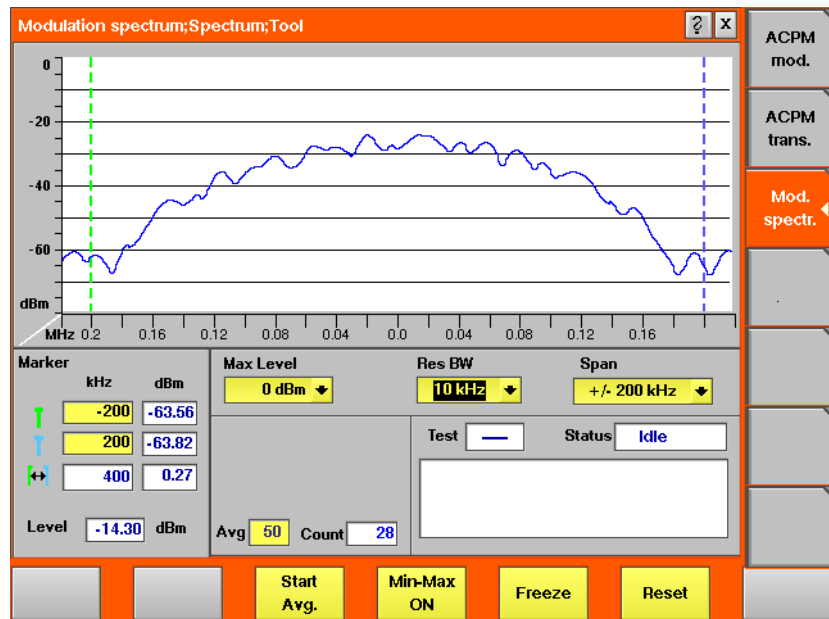 Modulation spectrum;Spectrum;Tool
? x
ACPM
mod.
ACPM
trans.
Mod.
spectr.
.
0
-20
-40
-60
dBm
MHz 0.2 0.16 0.12 0.08 0.04 0.0 0.04 0.08 0.12 0.16
Marker
kHz dBm
-200 -63.56
200 -63.82
400 0.27
Level -14.30 dBm
Max Level
0 dBm
Res BW
10 kHz
Span
+/- 200 kHz
Test — Status Idle
Avg 50 Count 28
Start
Avg.
Min-Max
ON
Freeze
Reset